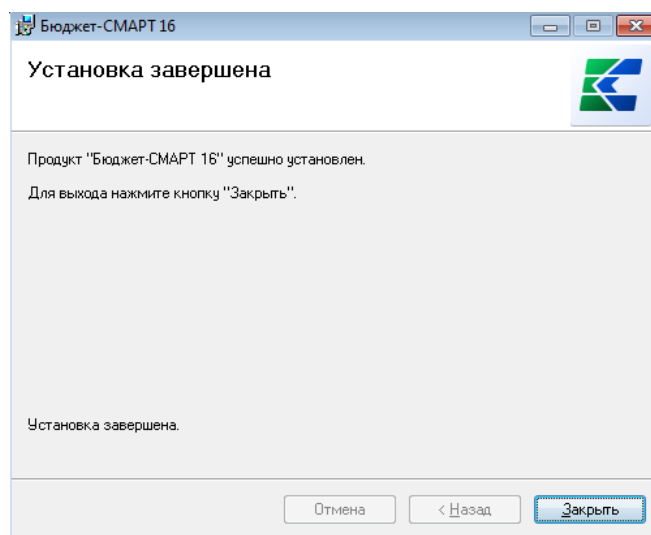 Бюджет-СМАРТ 16
Установка завершена
Продукт "Бюджет-СМАРТ 16" успешно установлен.
Для выхода нажмите кнопку "Закрыть".
Установка завершена.
Отмена
< Назад
Закрыть